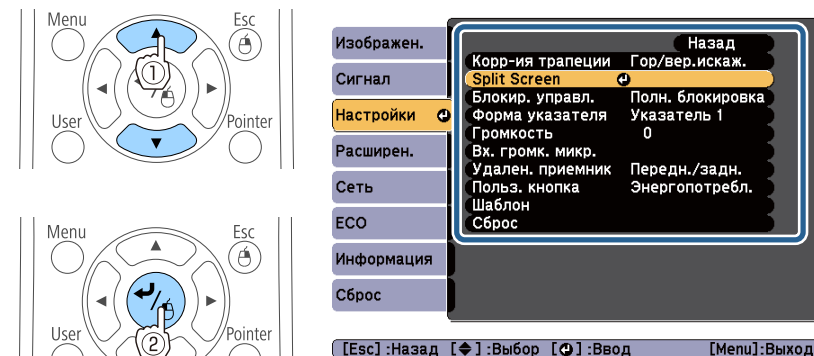 Menu
Esc
1
User
Pointer
Menu
Esc
User
Pointer
2
Изображен.
Сигнал
Настройки
Расширен.
Сеть
ECO
Информация
Сброс
Назад
Корр-ия трапеции Гор/вер.искаж.
Split Screen
Блокир. управл. Полн. блокировка
Форма указателя Указатель 1
Громкость 0
Вх. громк. микр.
Удален. приемник Передн./задн.
Польз. кнопка Энергопотребл.
Шаблон
Сброс
[Esc] :Назад [ ] :Выбор [ ] :Ввод [Menu]:Выход